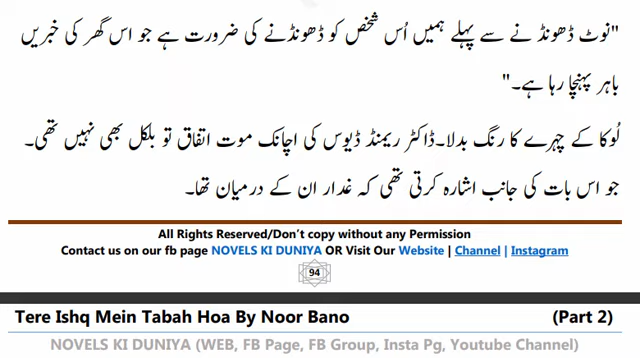 "نوٹ ڈھونڈنے سے پہلے ہمیں اُس شخص کو ڈھونڈنے کی ضرورت ہے جو اس گھر کی خبریں
باہر پہنچا رہا ہے۔"
لُوکا کے چہرے کا رنگ بدلا۔ڈاکٹر ریمنڈ ڈیوس کی اچانک موت اتفاق تو بلکل بھی نہیں تھی۔
جو اس بات کی جانب اشارہ کرتی تھی کہ غدار ان کے درمیان تھا۔
All Rights Reserved/Don't copy without any Permission
Contact us on our fb page NOVELS KI DUNIYA OR Visit Our Website | Channel | Instagram
94
Tere Ishq Mein Tabah Hoa By Noor Bano (Part 2)
NOVELS KI DUNIYA (WEB, FB Page, FB Group, Insta Pg, Youtube Channel)